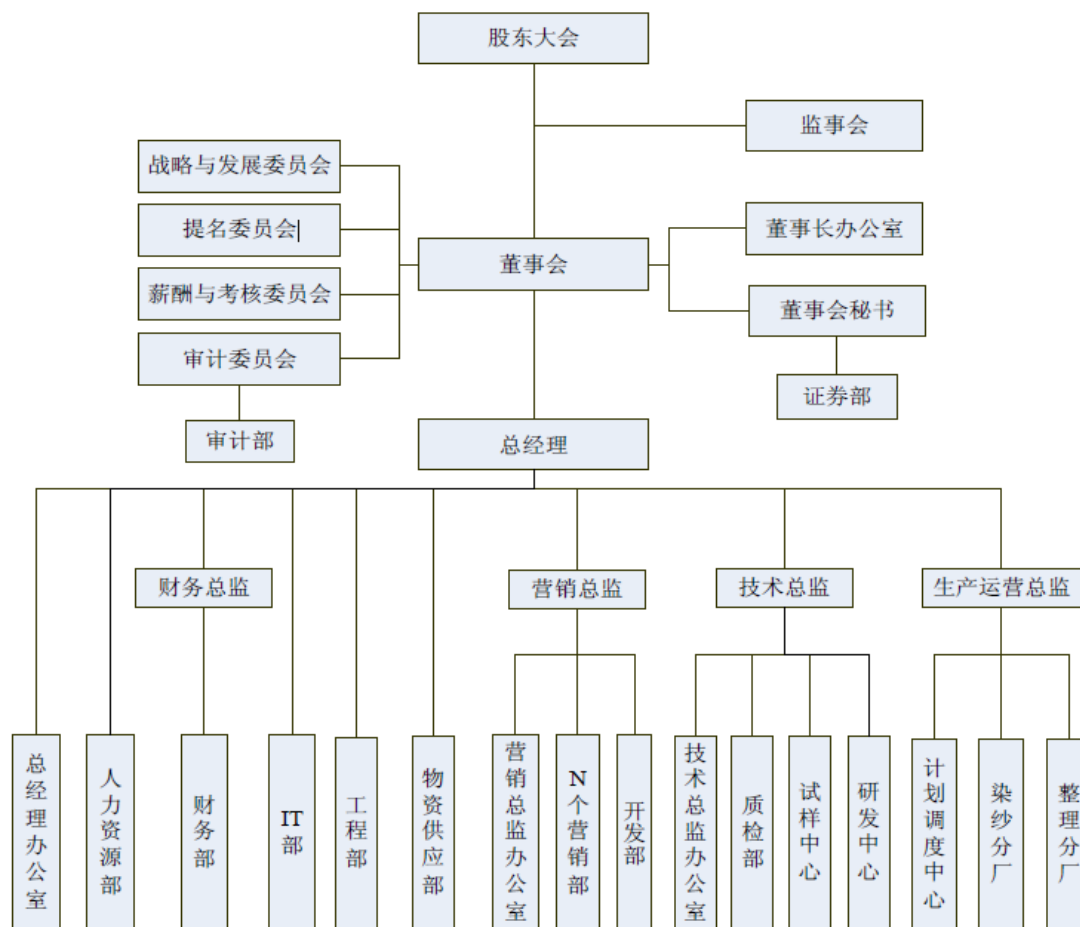 股东大会
监事会
战略与发展委员会
提名委员会
董事长办公室
董事会
薪酬与考核委员会
董事会秘书
审计委员会
证券部
审计部
总经理
财务总监
营销总监
技术总监
生产运营总监
总经理办公室
人力资源部
财务部
IT部
工程部
物资供应部
营销总监办公室
N个营销部
开发部
技术总监办公室
质检部
试样中心
研发中心
计划调度中心
染纱分厂
整理分厂